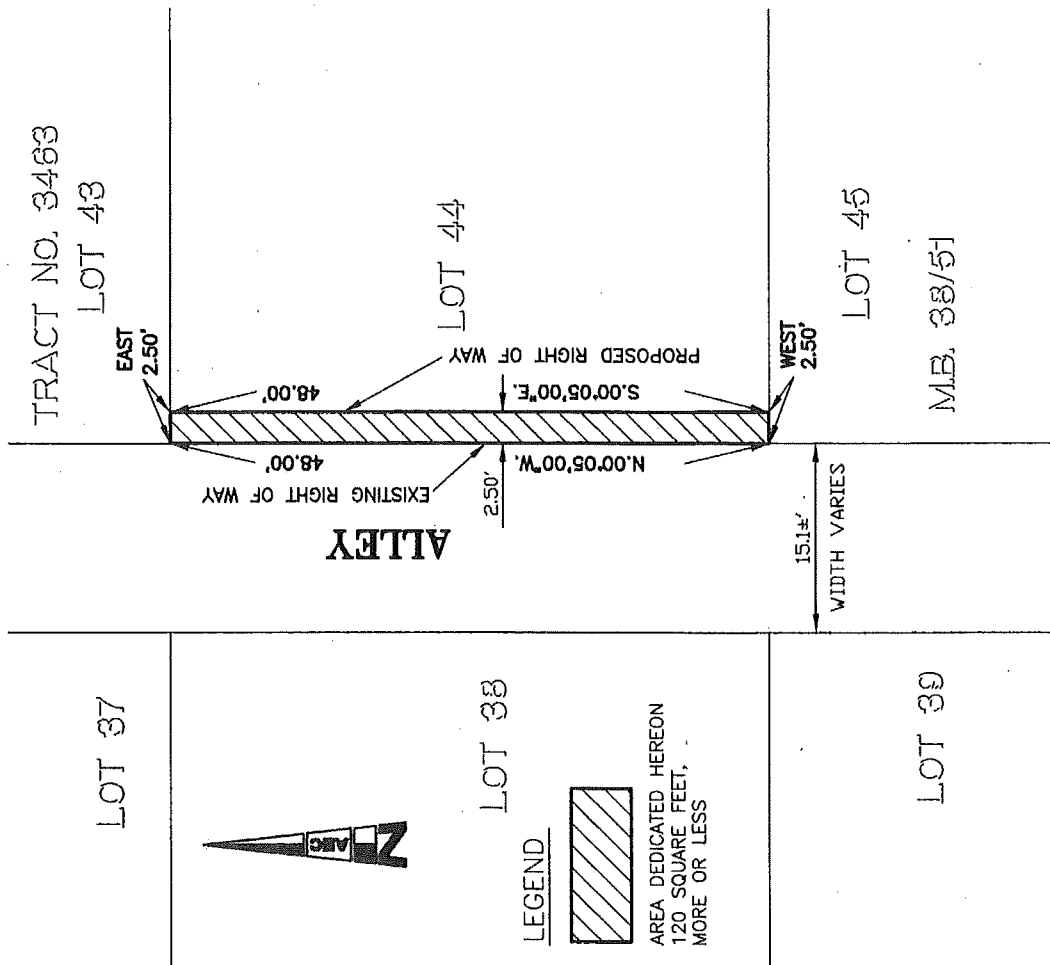 TRACT NO. 3463
LOT 43
EAST
2.50'
LOT 37
48.00'
48.00'
LOT 44
PROPOSED RIGHT OF WAY
S.00°05'00"E.
EXISTING RIGHT OF WAY
N.00°05'00"W.
2.50'
ALLEY
LOT 38
ABC
N
LEGEND
AREA DEDICATED HEREON
120 SQUARE FEET,
MORE OR LESS
WEST
2.50'
LOT 45
M.B. 38/51
15.1±'
WIDTH VARIES
LOT 39